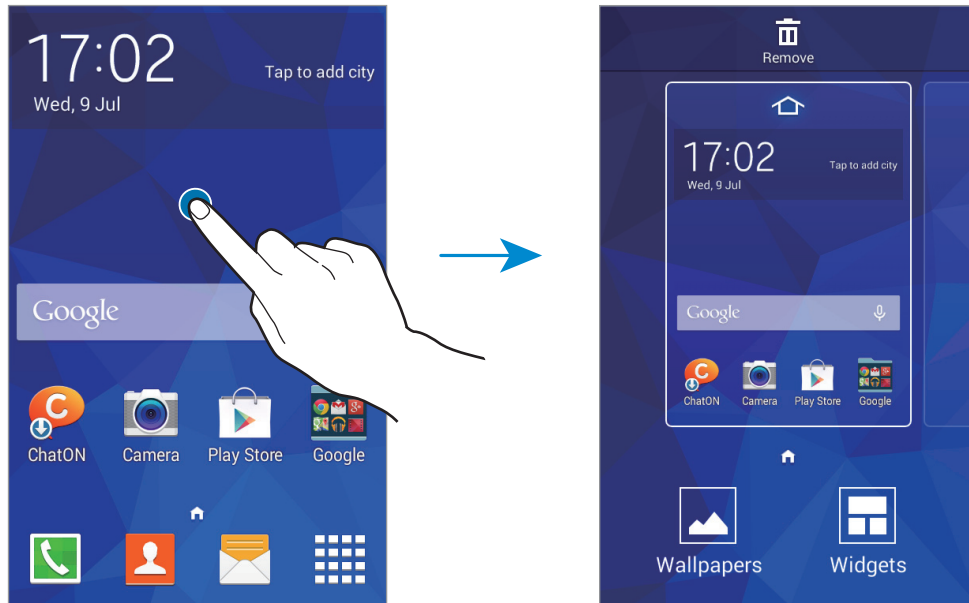 17:02
Tap to add city
Wed, 9 Jul
Google
ChatON Camera Play Store Google
Remove
17:02
Tap to add city
Wed, 9 Jul
Google
ChatON Camera Play Store Google
Wallpapers Widgets